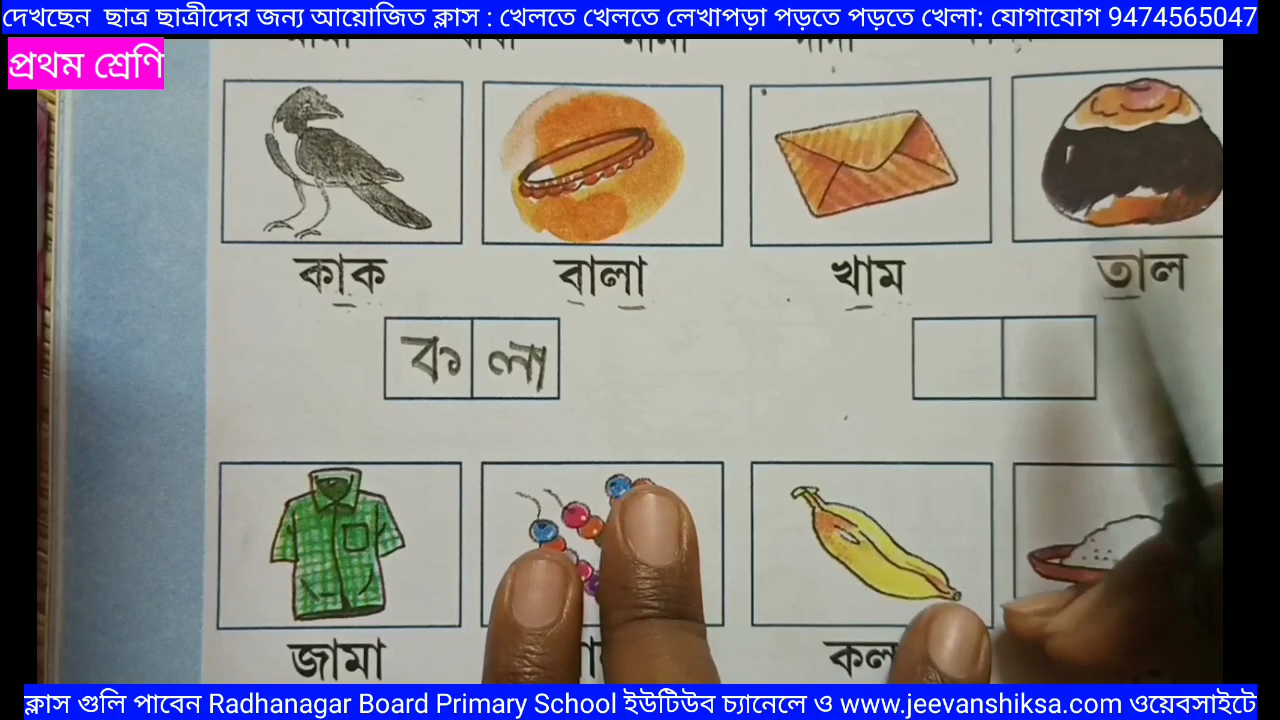 দেখছেন ছাত্র ছাত্রীদের জন্য আয়োজিত ক্লাস : খেলতে খেলতে লেখাপড়া পড়তে পড়তে খেলা: যোগাযোগ 9474565047
প্রথম শ্রেণি
কাক বালা খাম তাল
ক লা
জামা কল
ক্লাস গুলি পাবেন Radhanagar Board Primary School ইউটিউব চ্যানেলে ও www.jeevanshiksa.com ওয়েবসাইটে